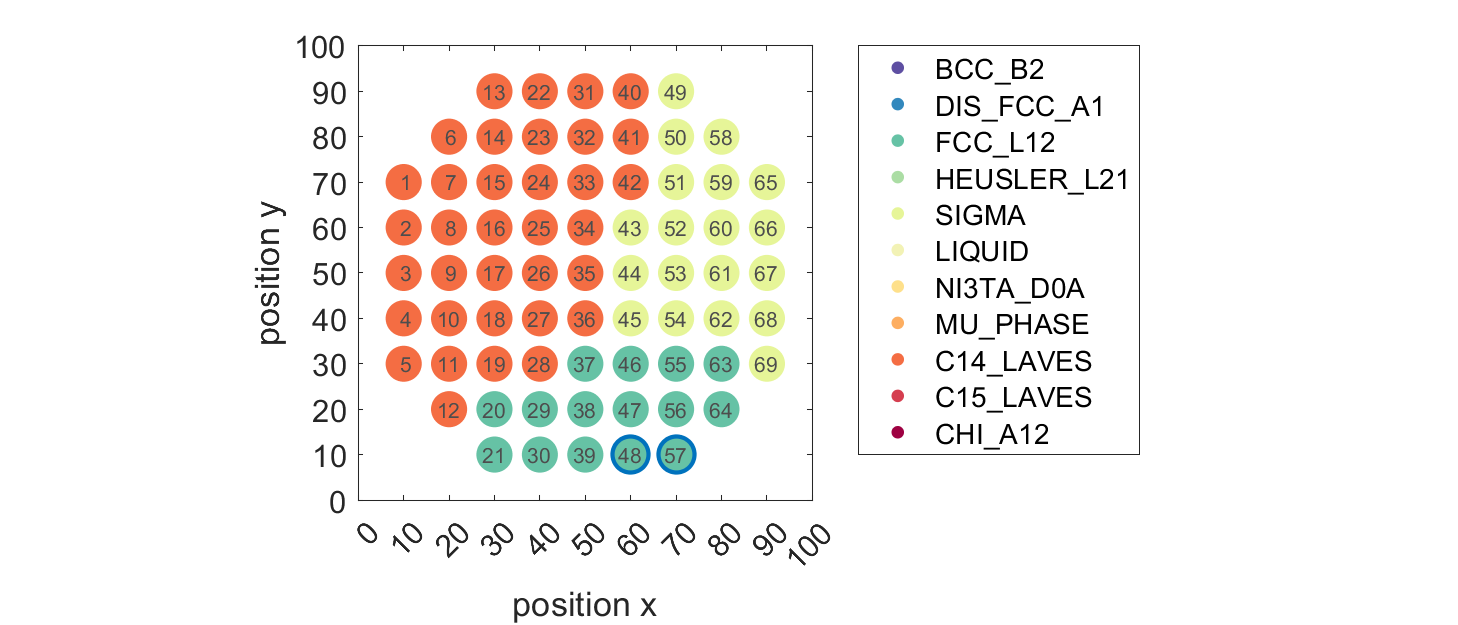 100
90 13 22 31 40 49
80 6 14 23 32 41 50 58
70 1 7 15 24 33 42 51 59 65
60 2 8 16 25 34 43 52 60 66
50 3 9 17 26 35 44 53 61 67
40 4 10 18 27 36 45 54 62 68
30 5 11 19 28 37 46 55 63 69
20 12 20 29 38 47 56 64
10 21 30 39 48 57
0
0 10 20 30 40 50 60 70 80 90 100
position x
position y
BCC_B2
DIS_FCC_A1
FCC_L12
HEUSLER_L21
SIGMA
LIQUID
NI3TA_D0A
MU_PHASE
C14_LAVES
C15_LAVES
CHI_A12